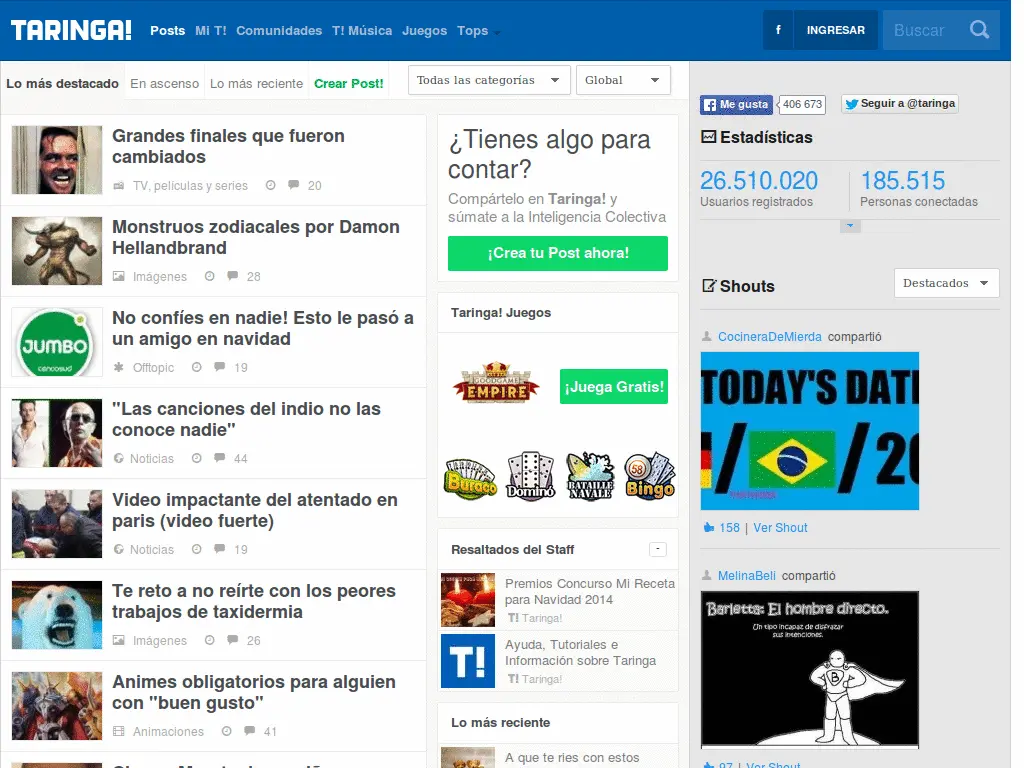 TARINGA!
Posts Mi T! Comunidades T! Música Juegos Tops
f INGRESAR Buscar
Lo más destacado En ascenso Lo más reciente Crear Post!
Todas las categorías Global
Grandes finales que fueron
cambiados
TV, películas y series 20
Monstruos zodiacales por Damon
Hellandbrand
Imágenes 28
JUMBO
cencosud
No confíes en nadie! Esto le pasó a
un amigo en navidad
Offtopic 19
"Las canciones del indio no las
conoce nadie"
Noticias 44
Video impactante del atentado en
paris (video fuerte)
Noticias 19
Te reto a no reírte con los peores
trabajos de taxidermia
Imágenes 26
Animes obligatorios para alguien
con "buen gusto"
Animaciones 41
¿Tienes algo para
contar?
Compártelo en Taringa! y
súmate a la Inteligencia Colectiva
¡Crea tu Post ahora!
Taringa! Juegos
GOODGAME
EMPIRE
¡Juega Gratis!
Buraco
Dominó
BATAILLE
NAVALE
58
Bingo
Resaltados del Staff -
Premios Concurso Mi Receta
para Navidad 2014
T! Taringa!
T!
Ayuda, Tutoriales e
Información sobre Taringa
T! Taringa!
Lo más reciente
A que te ries con estos
Me gusta 406 673 Seguir a @taringa
Estadísticas
26.510.020 185.515
Usuarios registrados Personas conectadas
Shouts Destacados
CocineraDeMierda compartió
TODAY'S DAT
/ / 20
158 | Ver Shout
MelinaBeli compartió
Barletta: El hombre directo.
Un tipo incapaz de disfrazar
sus intenciones.
B
97 | Ver Shout